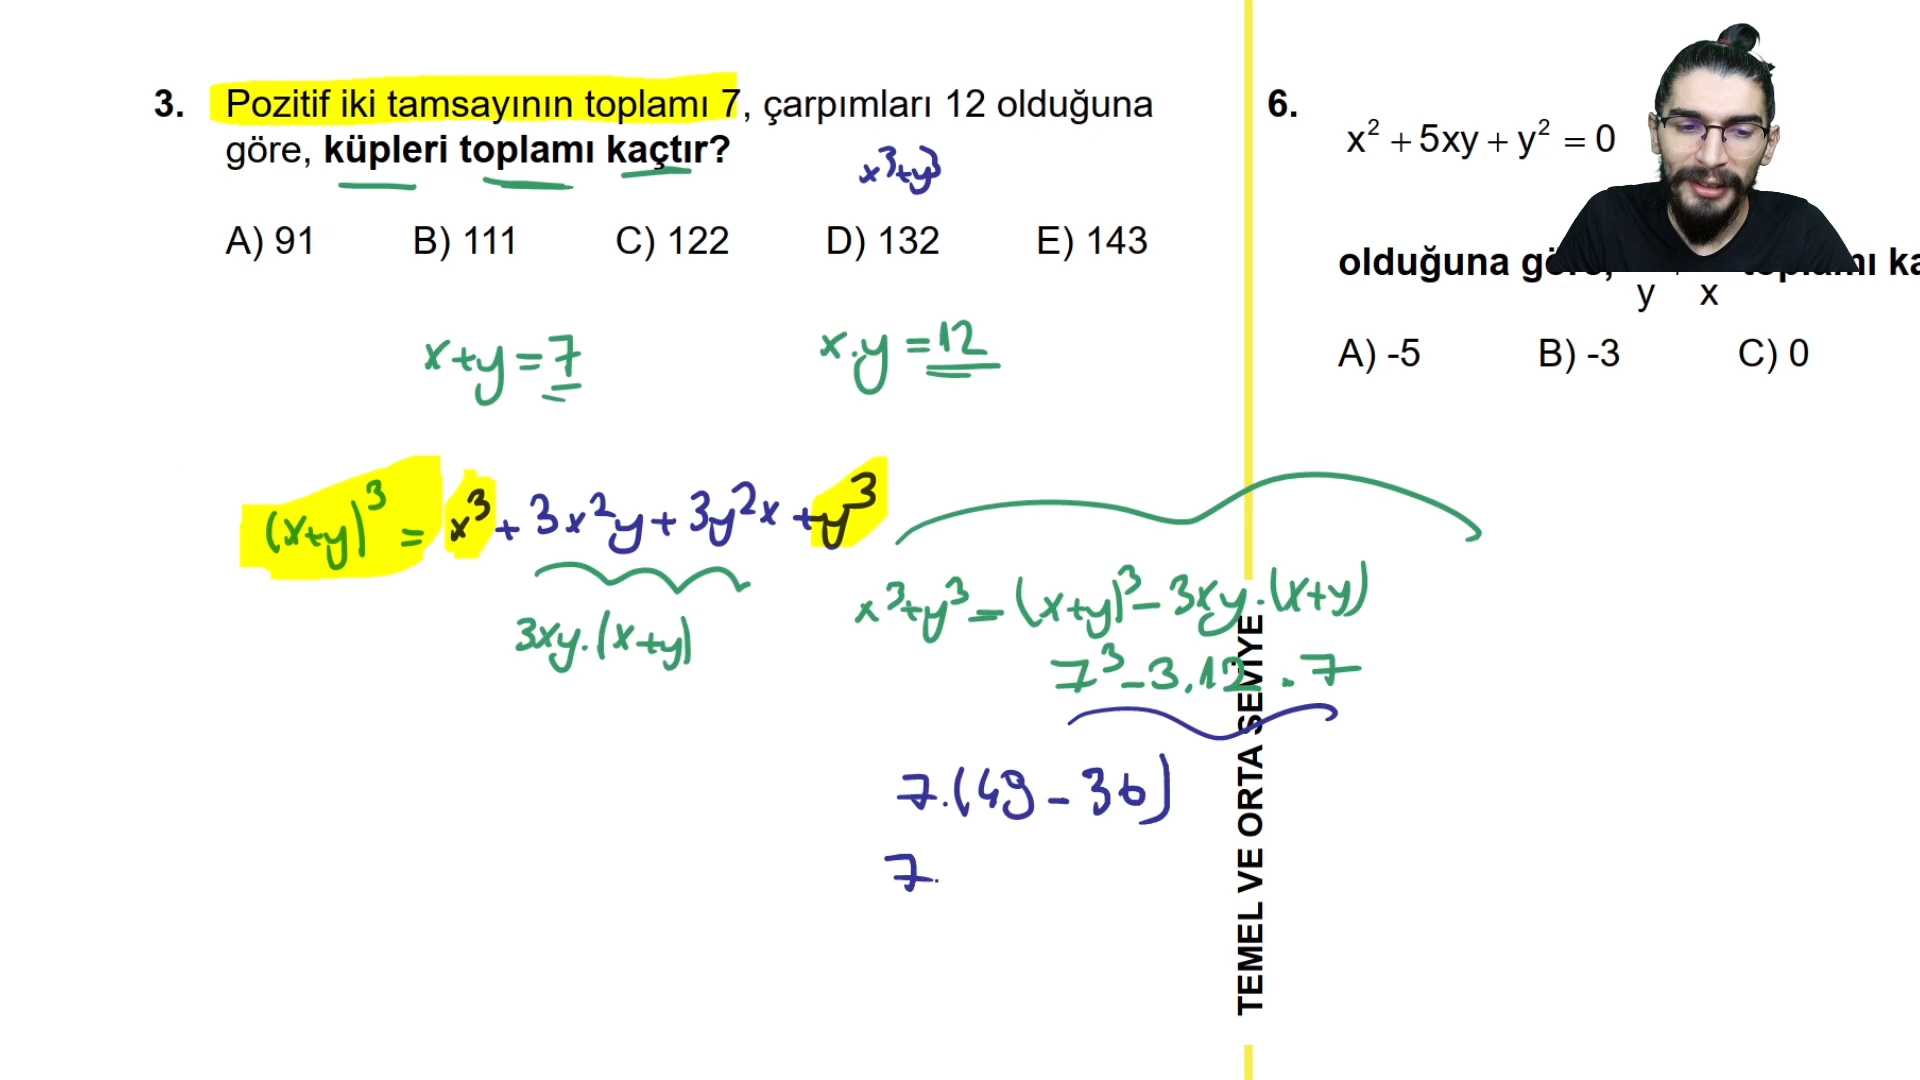 3. Pozitif iki tamsayının toplamı 7, çarpımları 12 olduğuna
göre, küpleri toplamı kaçtır?
x³+y³
A) 91 B) 111 C) 122 D) 132 E) 143
x+y=7 x.y=12
(x+y)³ = x³ + 3x²y + 3y²x + y³
3xy.(x+y)
x³+y³ = (x+y)³ - 3xy.(x+y)
7³ - 3.12 . 7
7.(49 - 36)
7.
TEMEL VE ORTA SEVİYE
6.
x² + 5xy + y² = 0
olduğuna
y x
A) -5 B) -3 C) 0